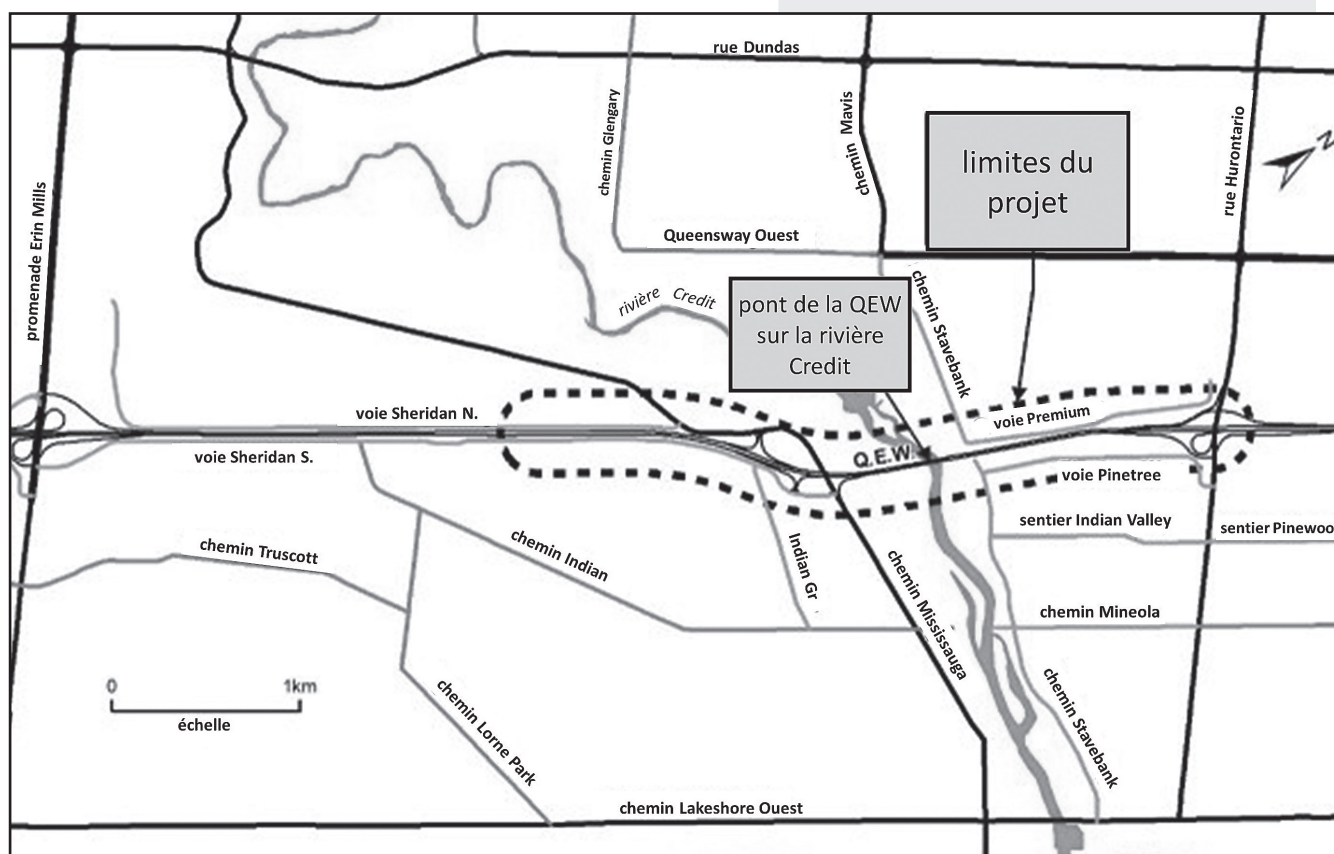 rue Dundas
chemin Glengary
chemin Mavis
limites du
projet
rue Hurontario
N
promenade Erin Mills
Queensway Ouest
rivière Credit
pont de la QEW
sur la rivière
Credit
chemin Stavebank
voie Sheridan N.
voie Premium
voie Sheridan S.
Q.E.W.
voie Pinetree
sentier Indian Valley
sentier Pinewoo
chemin Truscott
chemin Indian
Indian Gr
chemin Mississauga
chemin Mineola
0 1km
échelle
chemin Lorne Park
chemin Stavebank
chemin Lakeshore Ouest